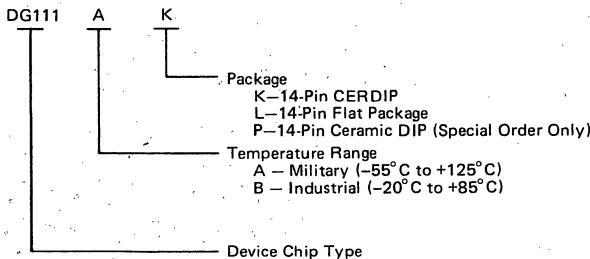 DG111 A K
Package
K—14-Pin CERDIP
L—14-Pin Flat Package
P—14-Pin Ceramic DIP (Special Order Only)
Temperature Range
A — Military (−55°C to +125°C)
B — Industrial (−20°C to +85°C)
Device Chip Type